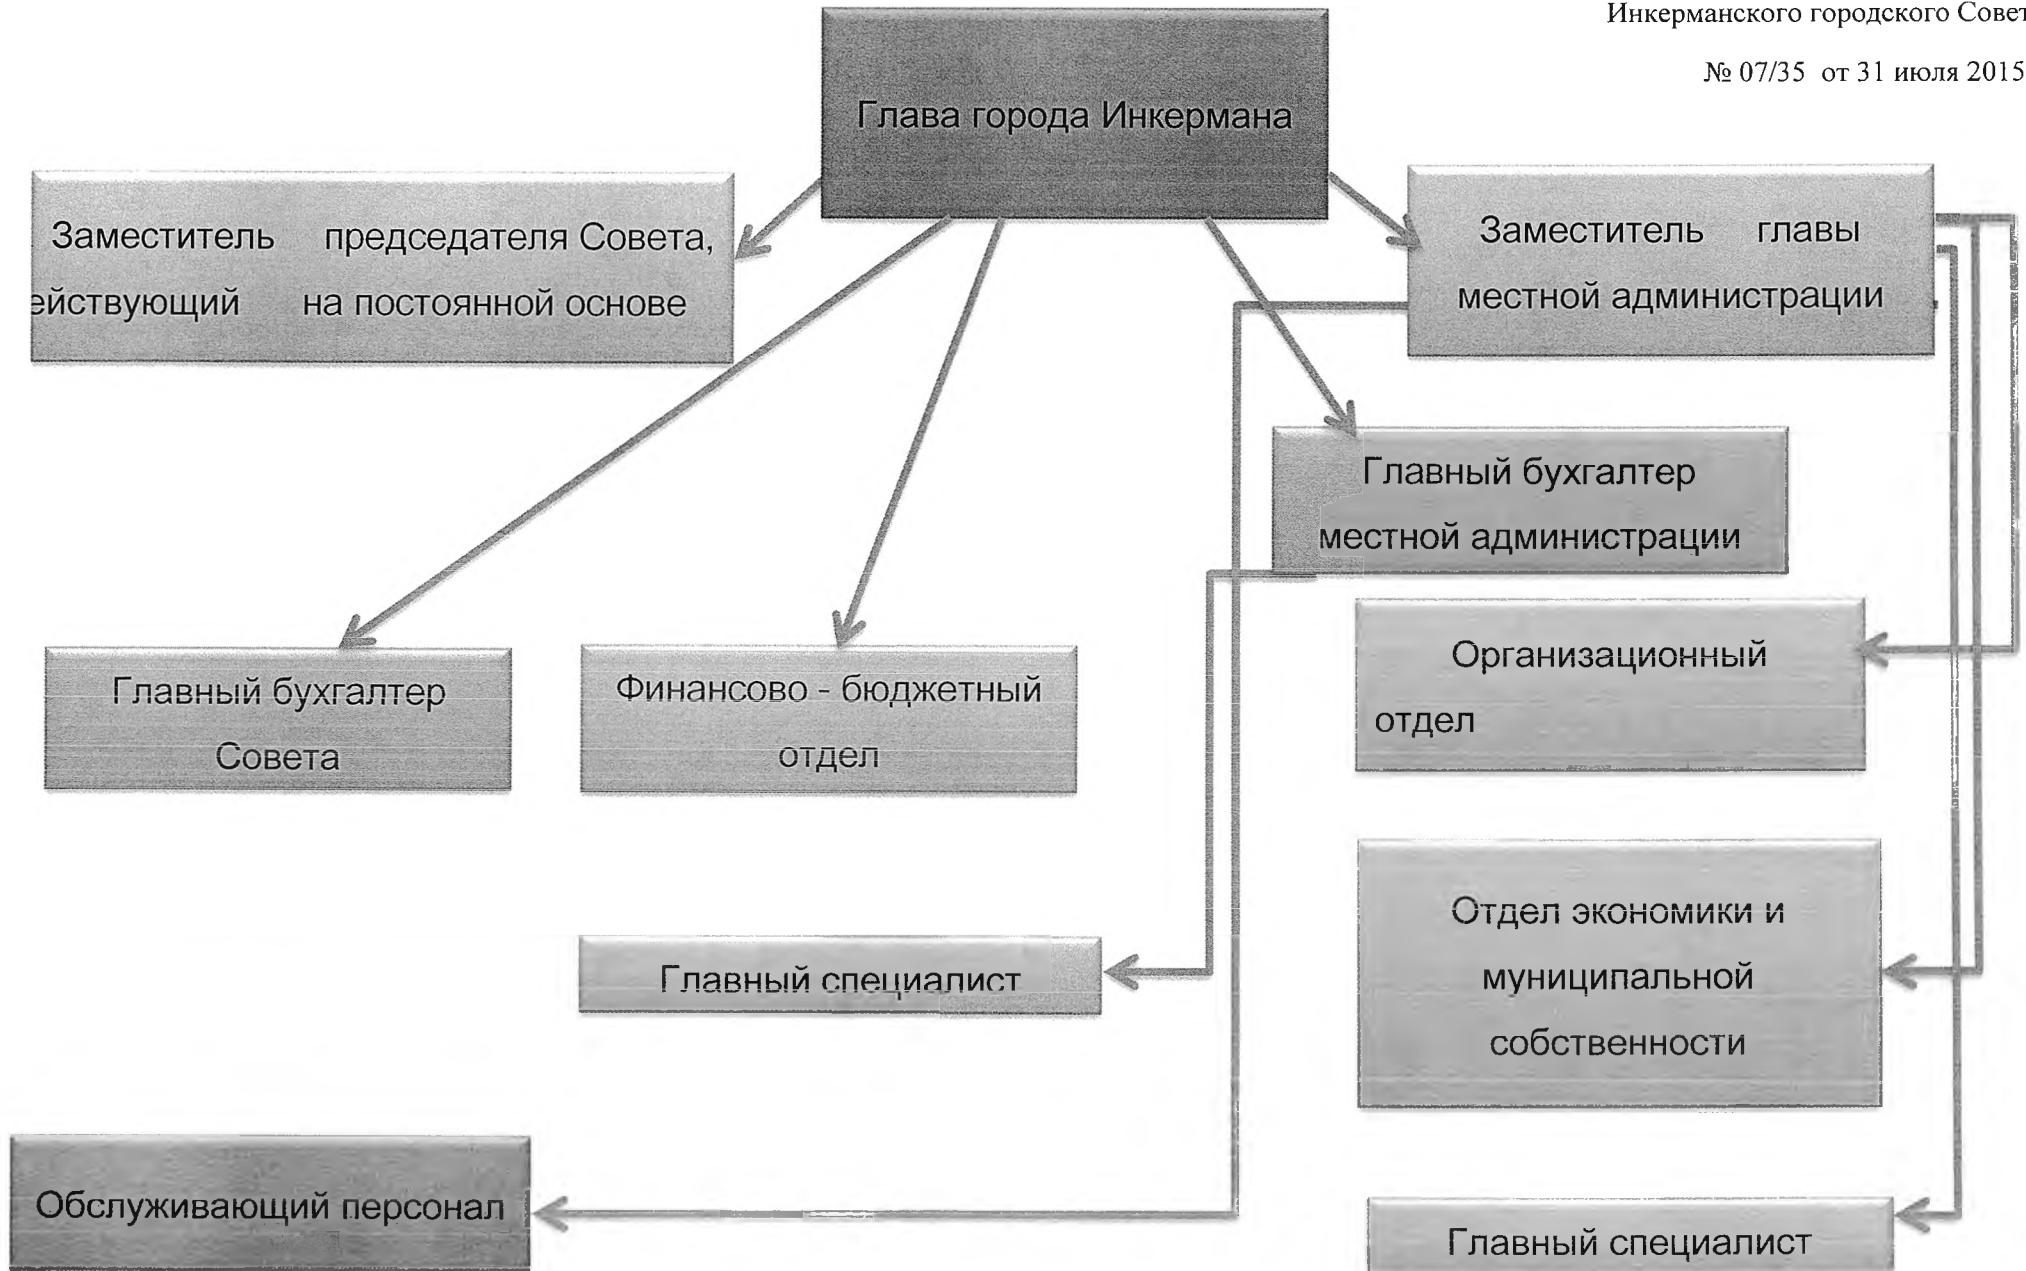 Инкерманского городского Совет
№ 07/35 от 31 июля 2015
Глава города Инкермана
Заместитель председателя Совета,
ействующий на постоянной основе
Заместитель главы
местной администрации
Главный бухгалтер
местной администрации
Организационный
отдел
Главный бухгалтер
Совета
Финансово - бюджетный
отдел
Отдел экономики и
муниципальной
собственности
Главный специалист
Обслуживающий персонал
Главный специалист